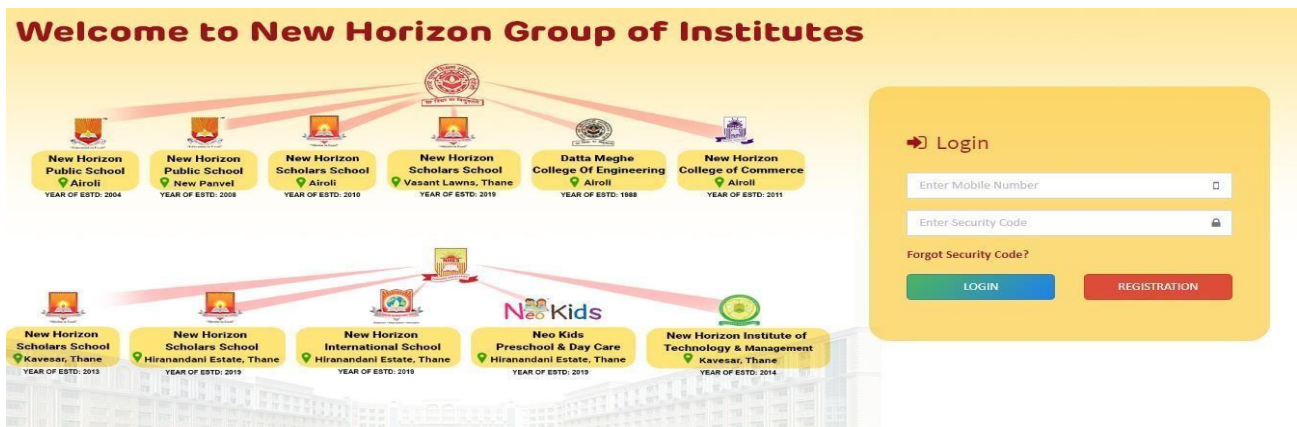 Welcome to New Horizon Group of Institutes
New Horizon
Public School
Airoli
YEAR OF ESTD: 2004
New Horizon
Public School
New Panvel
YEAR OF ESTD: 2008
New Horizon
Scholars School
Airoli
YEAR OF ESTD: 2010
New Horizon
Scholars School
Vasant Lawns, Thane
YEAR OF ESTD: 2019
Datta Meghe
College Of Engineering
Airoli
YEAR OF ESTD: 1988
New Horizon
College of Commerce
Airoli
YEAR OF ESTD: 2011
New Horizon
Scholars School
Kavesar, Thane
YEAR OF ESTD: 2013
New Horizon
Scholars School
Hiranandani Estate, Thane
YEAR OF ESTD: 2019
New Horizon
International School
Hiranandani Estate, Thane
YEAR OF ESTD: 2019
Neo Kids
Neo Kids
Preschool & Day Care
Hiranandani Estate, Thane
YEAR OF ESTD: 2019
New Horizon Institute of
Technology & Management
Kavesar, Thane
YEAR OF ESTD: 2014
Login
Enter Mobile Number
Enter Security Code
Forgot Security Code?
LOGIN
REGISTRATION